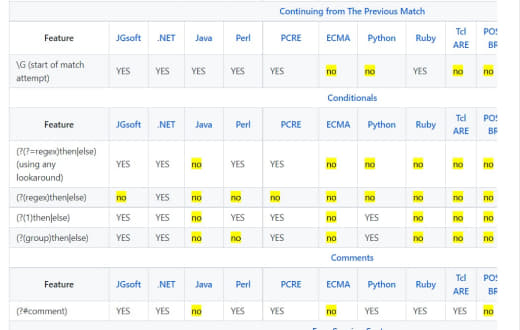 Continuing from The Previous Match
Feature JGsoft .NET Java Perl PCRE ECMA Python Ruby Tcl ARE
\G (start of match attempt) YES YES YES YES YES no no YES no no
Conditionals
Feature JGsoft .NET Java Perl PCRE ECMA Python Ruby Tcl ARE
(?(?=regex)then|else) (using any lookaround) YES YES no YES YES no no no no no
(?(regex)then|else) no YES no no no no no no no no
(?(1)then|else) YES YES no YES YES no YES no no no
(?(group)then|else) YES YES no no YES no YES no no no
Comments
Feature JGsoft .NET Java Perl PCRE ECMA Python Ruby Tcl ARE
(?#comment) YES YES no YES YES no YES YES YES no